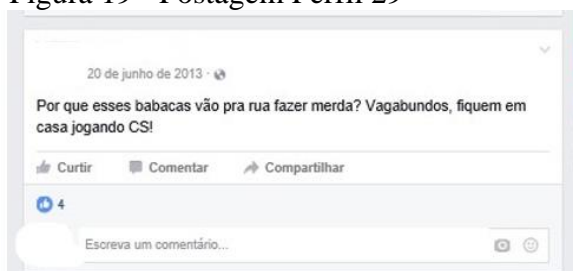 Figura 19 - Postagem Perfil 29
20 de junho de 2013 ·
Por que esses babacas vão pra rua fazer merda? Vagabundos, fiquem em
casa jogando CS!
Curtir Comentar Compartilhar
4
Escreva um comentário...